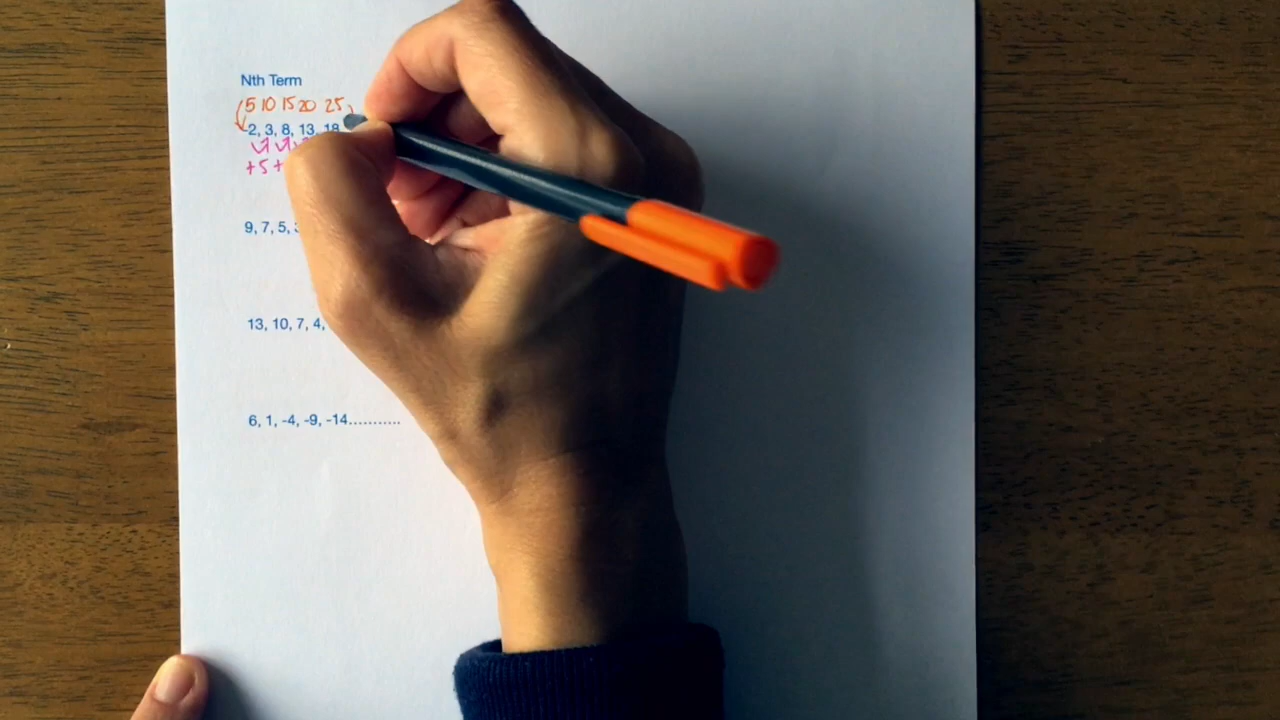 Nth Term
5 10 15 20 25
2, 3, 8, 13, 18
+5 +
9, 7, 5,
13, 10, 7, 4,
6, 1, -4, -9, -14...........